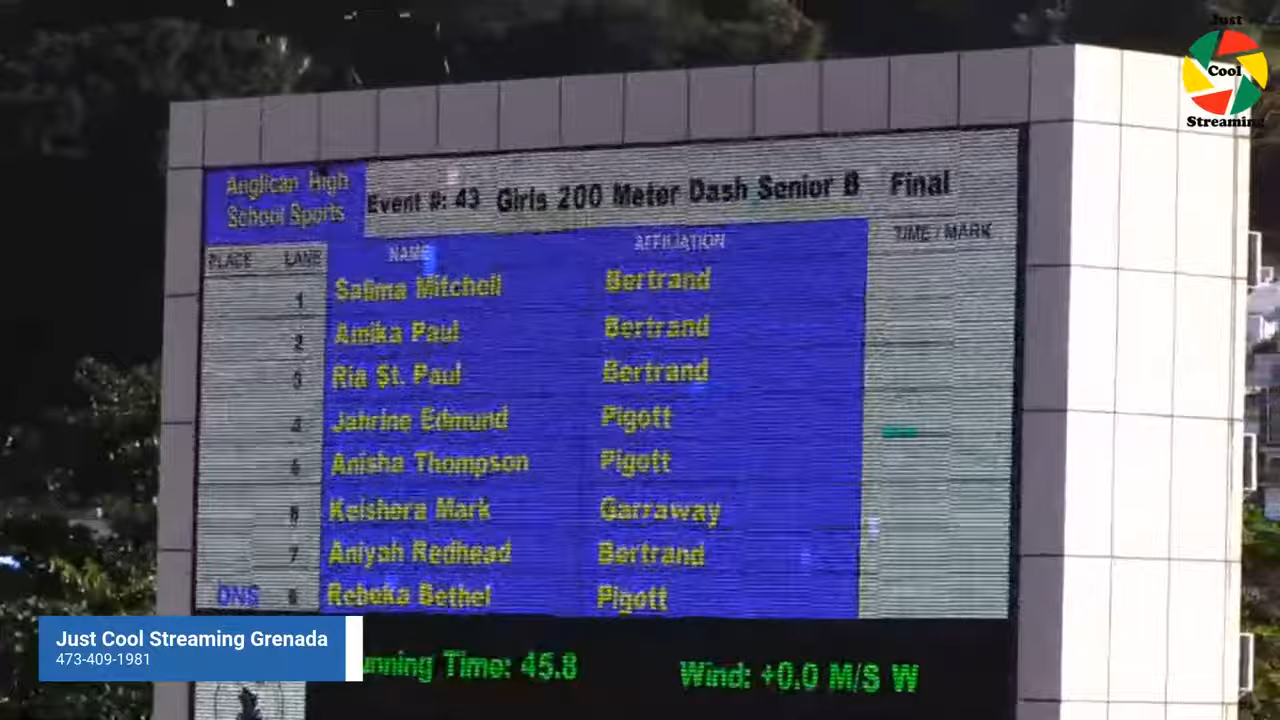 Just
Cool
Streaming
Anglican High
School Sports
Event #: 43 Girls 200 Meter Dash Senior B Final
PLACE LANE NAME AFFILIATION TIME / MARK
1 Salima Mitchell Bertrand
2 Amika Paul Bertrand
3 Ria St. Paul Bertrand
4 Jahrine Edmund Pigott
5 Anisha Thompson Pigott
6 Keishora Mark Garraway
7 Aniyah Redhead Bertrand
DNS 8 Rebeka Bethel Pigott
unning Time: 45.8 Wind: +0.0 M/S W
Just Cool Streaming Grenada
473-409-1981